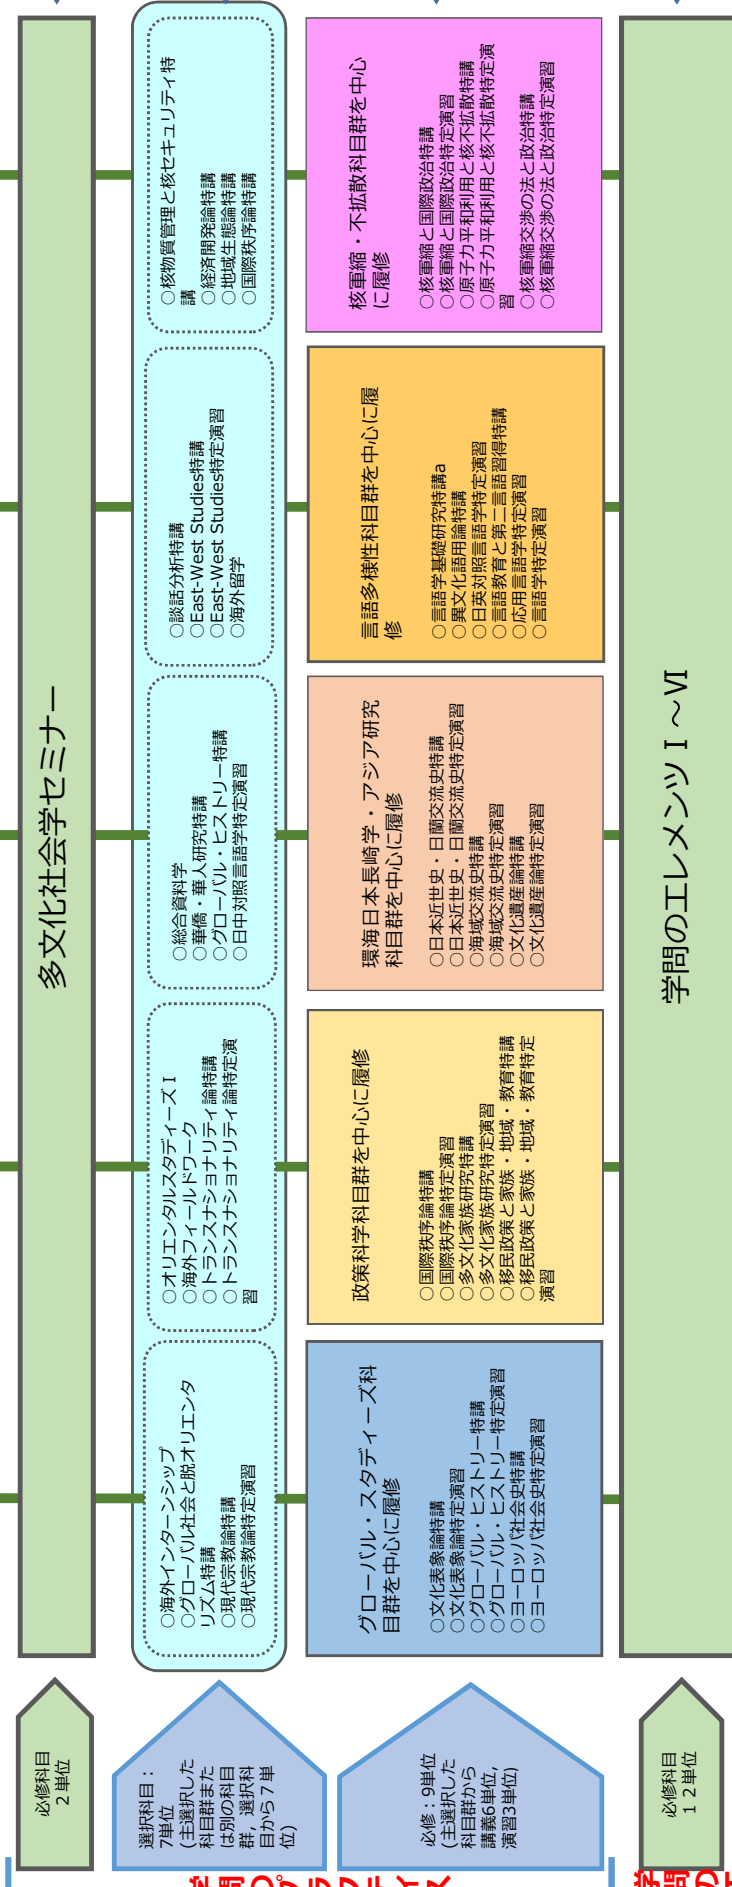 必修科目
2単位
多文化社会学セミナー
選択科目：
7単位
(主選択した
科目群また
は別の科目
群，選択科
目から７単
位)
○海外インターンシップ
○グローバル社会と脱オリエンタ
リズム特講
○現代宗教論特講
○現代宗教論特定演習
○オリエンタルスタディーズⅠ
○海外フィールドワーク
○トランスナショナリティ論特講
○トランスナショナリティ論特定演
習
○総合資料学
○華僑・華人研究特講
○グローバル・ヒストリー特講
○日中対照言語学特定演習
○談話分析特講
○East-West Studies特講
○East-West Studies特定演習
○海外留学
○核物質管理と核セキュリティ特
講
○経済開発論特講
○地域生態論特講
○国際秩序論特講
必修：9単位
(主選択した
科目群から
講義6単位,
演習3単位)
グローバル・スタディーズ科
目群を中心に履修
○文化表象論特講
○文化表象論特定演習
○グローバル・ヒストリー特講
○グローバル・ヒストリー特定演習
○ヨーロッパ社会史特講
○ヨーロッパ社会史特定演習
政策科学科目群を中心に履修
○国際秩序論特講
○国際秩序論特定演習
○多文化家族研究特講
○多文化家族研究特定演習
○移民政策と家族・地域・教育特講
○移民政策と家族・地域・教育特定
演習
環海日本長崎学・アジア研究
科目群を中心に履修
○日本近世史・日蘭交流史特講
○日本近世史・日蘭交流史特定演習
○海域交流史特講
○海域交流史特定演習
○文化遺産論特講
○文化遺産論特定演習
言語多様性科目群を中心に履
修
○言語学基礎研究特講a
○異文化語用論特講
○日英対照言語学特定演習
○言語教育と第二言語習得特講
○応用言語学特定演習
○言語学特定演習
核軍縮・不拡散科目群を中心
に履修
○核軍縮と国際政治特講
○核軍縮と国際政治特定演習
○原子力平和利用と核不拡散特講
○原子力平和利用と核不拡散特定演
習
○核軍縮交渉の法と政治特講
○核軍縮交渉の法と政治特定演習
必修科目
１２単位
学問のエレメンツⅠ～Ⅵ